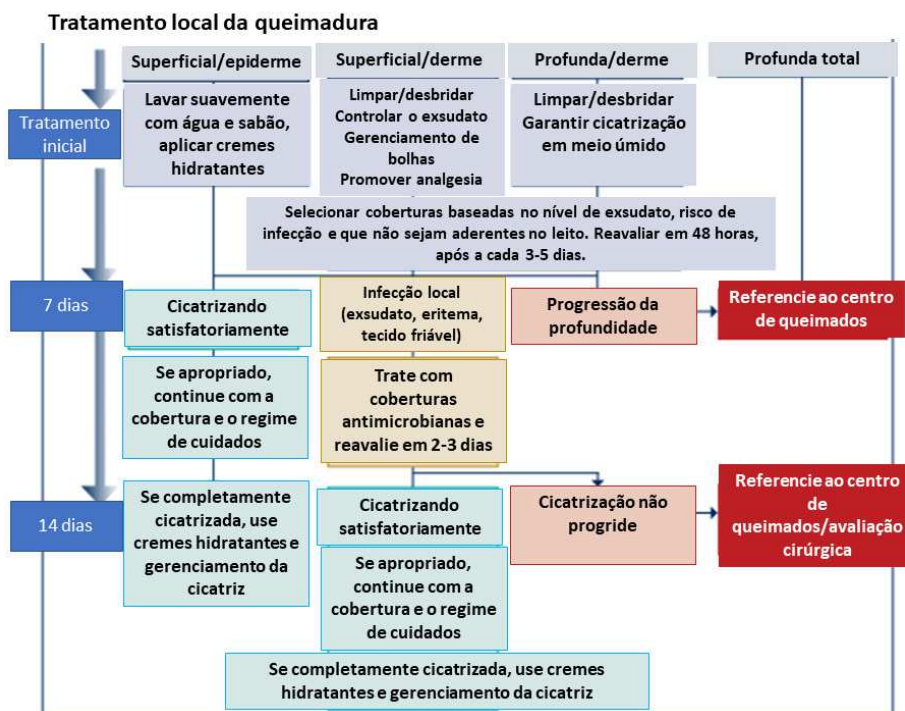 Tratamento local da queimadura
Superficial/epiderme
Superficial/derme
Profunda/derme
Profunda total
Tratamento
inicial
Lavar suavemente
com água e sabão,
aplicar cremes
hidratantes
Limpar/desbridar
Controlar o exsudato
Gerenciamento de
bolhas
Promover analgesia
Limpar/desbridar
Garantir cicatrização
em meio úmido
Selecionar coberturas baseadas no nível de exsudato, risco de
infecção e que não sejam aderentes no leito. Reavaliar em 48 horas,
após a cada 3-5 dias.
7 dias
Cicatrizando
satisfatoriamente
Infecção local
(exsudato, eritema,
tecido friável)
Progressão da
profundidade
Referencie ao centro
de queimados
Se apropriado,
continue com a
cobertura e o regime
de cuidados
Trate com
coberturas
antimicrobianas e
reavalie em 2-3 dias
14 dias
Se completamente
cicatrizada, use
cremes hidratantes e
gerenciamento da
cicatriz
Cicatrizando
satisfatoriamente
Cicatrização não
progride
Referencie ao centro
de
queimados/avaliação
cirúrgica
Se apropriado,
continue com a
cobertura e o regime
de cuidados
Se completamente cicatrizada, use cremes
hidratantes e gerenciamento da cicatriz